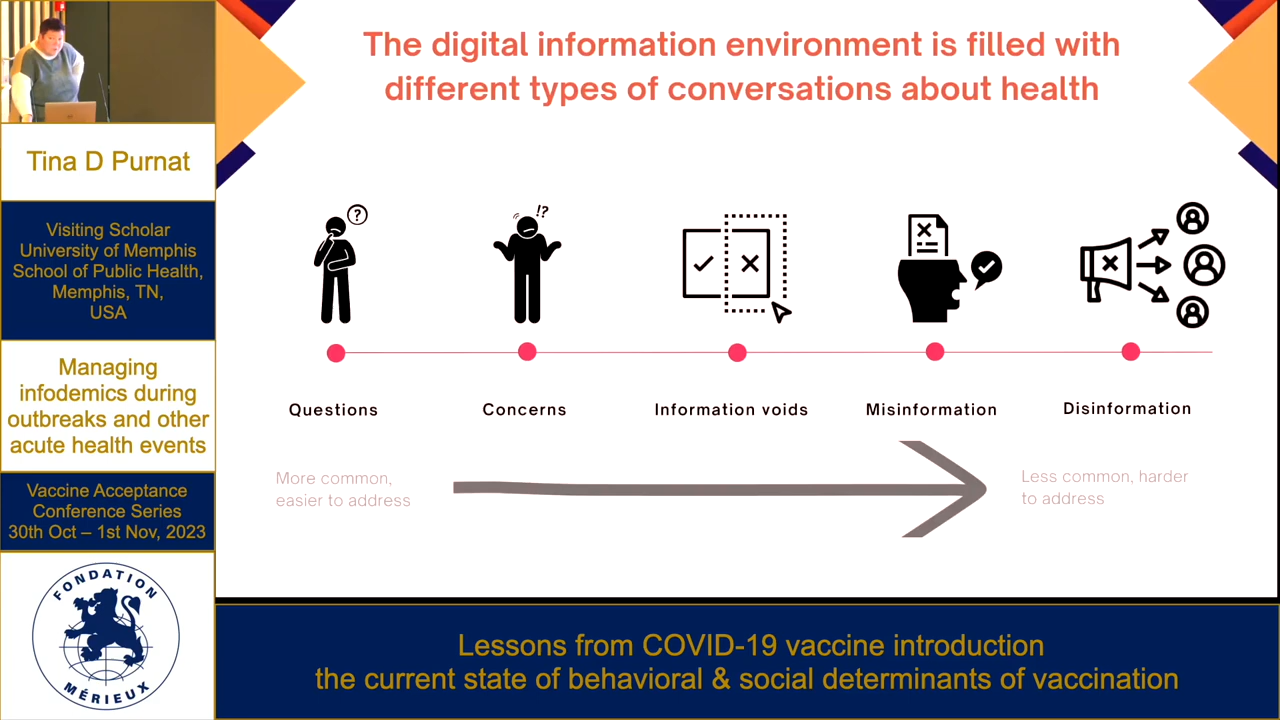 Tina D Purnat
Visiting Scholar
University of Memphis
School of Public Health,
Memphis, TN,
USA
Managing
infodemics during
outbreaks and other
acute health events
Vaccine Acceptance
Conference Series
30th Oct – 1st Nov, 2023
FONDATION
MÉRIEUX
The digital information environment is filled with
different types of conversations about health
?
!?
Questions
Concerns
Information voids
Misinformation
Disinformation
More common,
easier to address
Less common, harder
to address
Lessons from COVID-19 vaccine introduction
the current state of behavioral & social determinants of vaccination